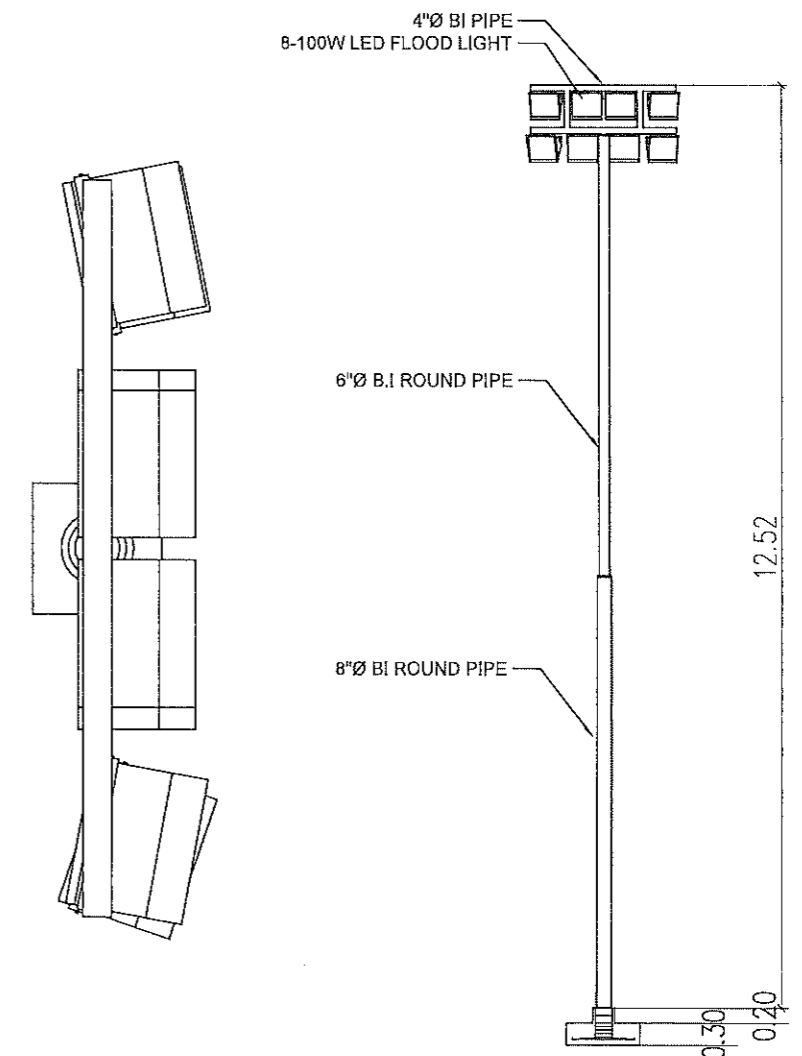 4"Ø BI PIPE
8-100W LED FLOOD LIGHT
6"Ø B.I ROUND PIPE
12.52
8"Ø BI ROUND PIPE
0.20
0.30